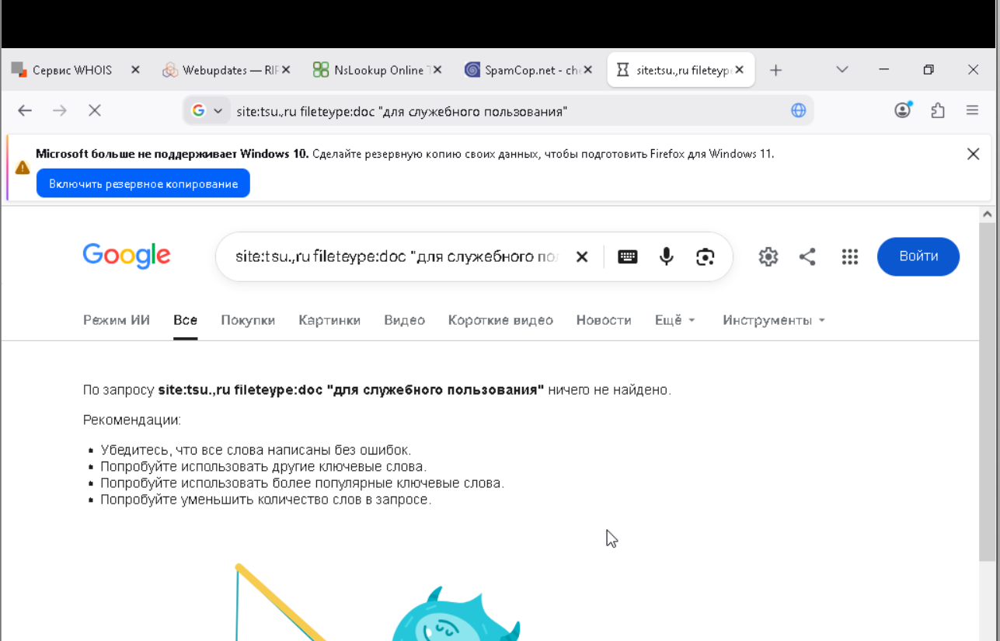 Сервис WHOIS
Webupdates — RIF
NsLookup Online T
SpamCop.net - che
site:tsu.,ru fileteype
site:tsu.,ru fileteype:doc "для служебного пользования"
Microsoft больше не поддерживает Windows 10. Сделайте резервную копию своих данных, чтобы подготовить Firefox для Windows 11.
Включить резервное копирование
Google
site:tsu.,ru fileteype:doc "для служебного пол
Войти
Режим ИИ Все Покупки Картинки Видео Короткие видео Новости Ещё Инструменты
По запросу site:tsu.,ru fileteype:doc "для служебного пользования" ничего не найдено.
Рекомендации:
Убедитесь, что все слова написаны без ошибок.
Попробуйте использовать другие ключевые слова.
Попробуйте использовать более популярные ключевые слова.
Попробуйте уменьшить количество слов в запросе.